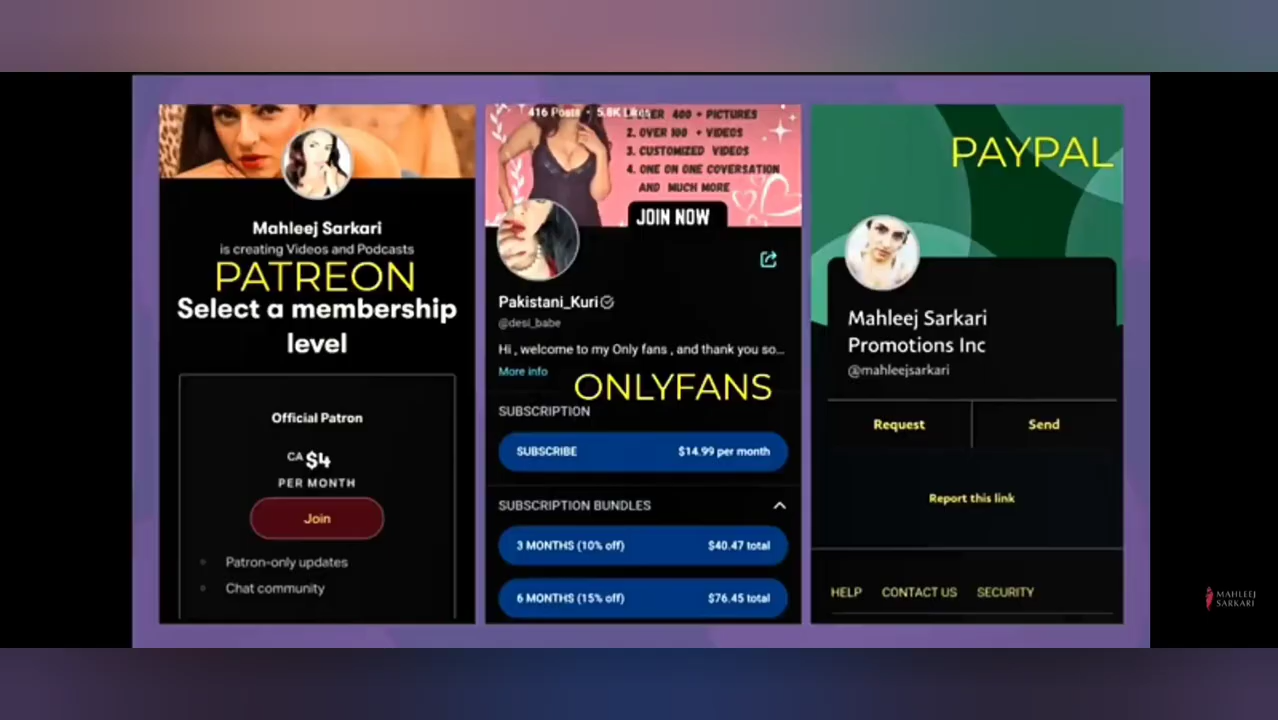 Mahleej Sarkari
is creating Videos and Podcasts
PATREON
Select a membership
level
Official Patron
CA $4
PER MONTH
Join
Patron-only updates
Chat community
416 Posts • 5.8K Likes
OVER 400 + PICTURES
2. OVER 100 + VIDEOS
3. CUSTOMIZED VIDEOS
4. ONE ON ONE COVERSATION
AND MUCH MORE
JOIN NOW
Pakistani_Kuri
@desi_babe
Hi , welcome to my Only fans , and thank you so...
More info
ONLYFANS
SUBSCRIPTION
SUBSCRIBE $14.99 per month
SUBSCRIPTION BUNDLES
3 MONTHS (10% off) $40.47 total
6 MONTHS (15% off) $76.45 total
PAYPAL
Mahleej Sarkari
Promotions Inc
@mahleejsarkari
Request Send
Report this link
HELP CONTACT US SECURITY
MAHLEEJ
SARKARI